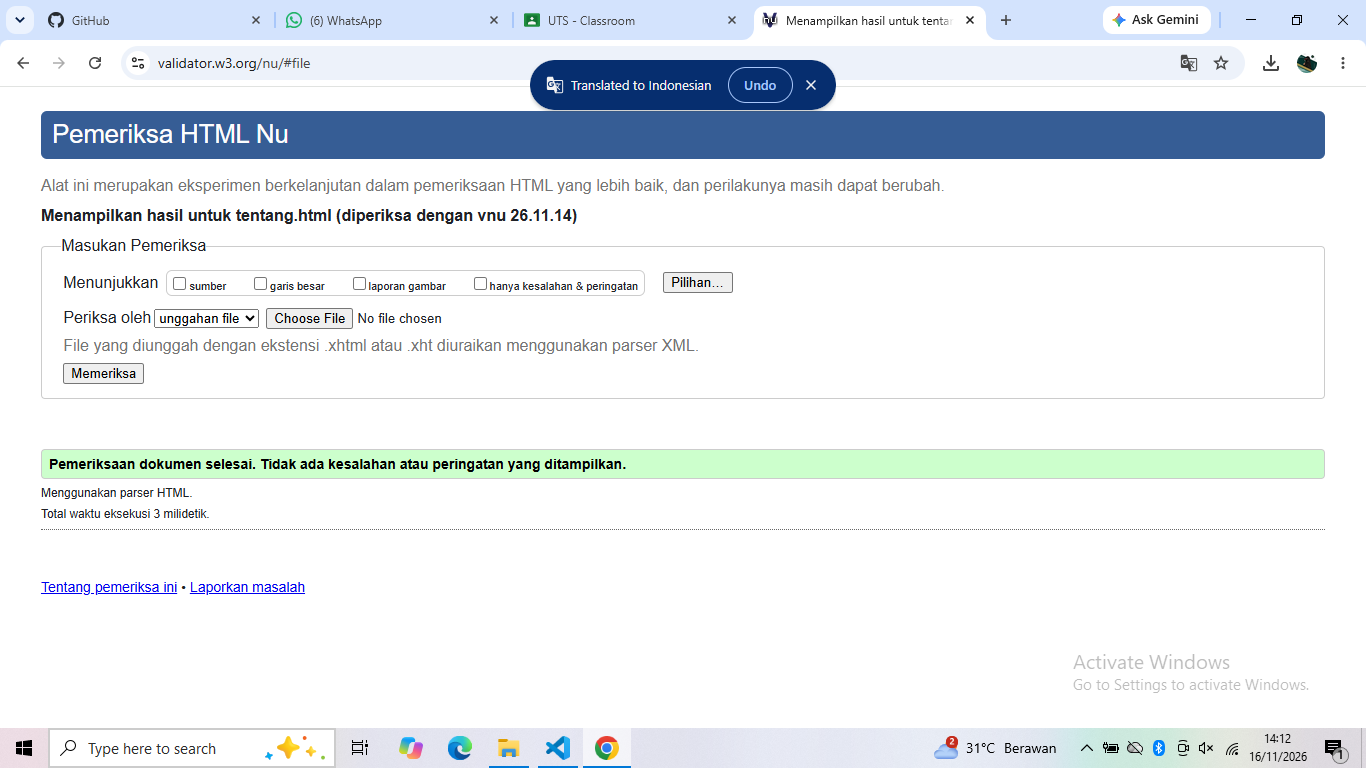 GitHub
(6) WhatsApp
UTS - Classroom
nu Menampilkan hasil untuk tenta
Ask Gemini
validator.w3.org/nu/#file
Translated to Indonesian Undo
Pemeriksa HTML Nu
Alat ini merupakan eksperimen berkelanjutan dalam pemeriksaan HTML yang lebih baik, dan perilakunya masih dapat berubah.
Menampilkan hasil untuk tentang.html (diperiksa dengan vnu 26.11.14)
Masukan Pemeriksa
Menunjukkan sumber garis besar laporan gambar hanya kesalahan & peringatan Pilihan...
Periksa oleh unggahan file Choose File No file chosen
File yang diunggah dengan ekstensi .xhtml atau .xht diuraikan menggunakan parser XML.
Memeriksa
Pemeriksaan dokumen selesai. Tidak ada kesalahan atau peringatan yang ditampilkan.
Menggunakan parser HTML.
Total waktu eksekusi 3 milidetik.
Tentang pemeriksa ini • Laporkan masalah
Activate Windows
Go to Settings to activate Windows.
Type here to search
2
31°C Berawan
14:12
16/11/2026
1